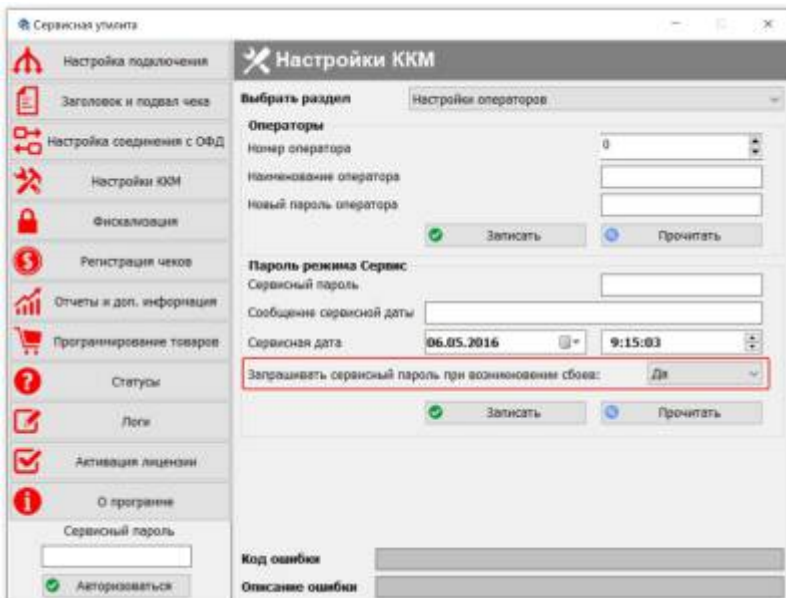 Сервисная утилита
Настройка подключения
Заголовок и подвал чека
Настройка соединения с ОФД
Настройки ККМ
Фискализация
Регистрация чеков
Отчеты и доп. информация
Программирование товаров
Статусы
Логи
Активация лицензии
О программе
Сервисный пароль
Авторизоваться
Настройки ККМ
Выбрать раздел Настройки операторов
Операторы
Номер оператора 0
Наименование оператора
Новый пароль оператора
Записать Прочитать
Пароль режима Сервис
Сервисный пароль
Сообщение сервисной даты
Сервисная дата 06.05.2016 9:15:03
Запрашивать сервисный пароль при возникновении сбоев: Да
Записать Прочитать
Код ошибки
Описание ошибки